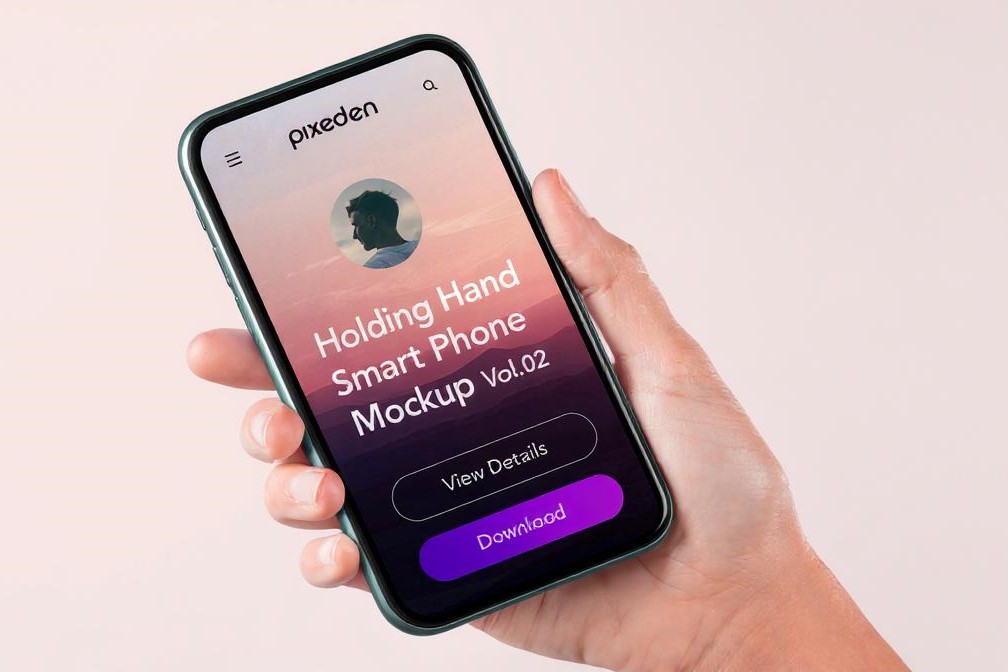 pixeden
Holding Hand
Smart Phone
Mockup Vol.02
View Details
Download